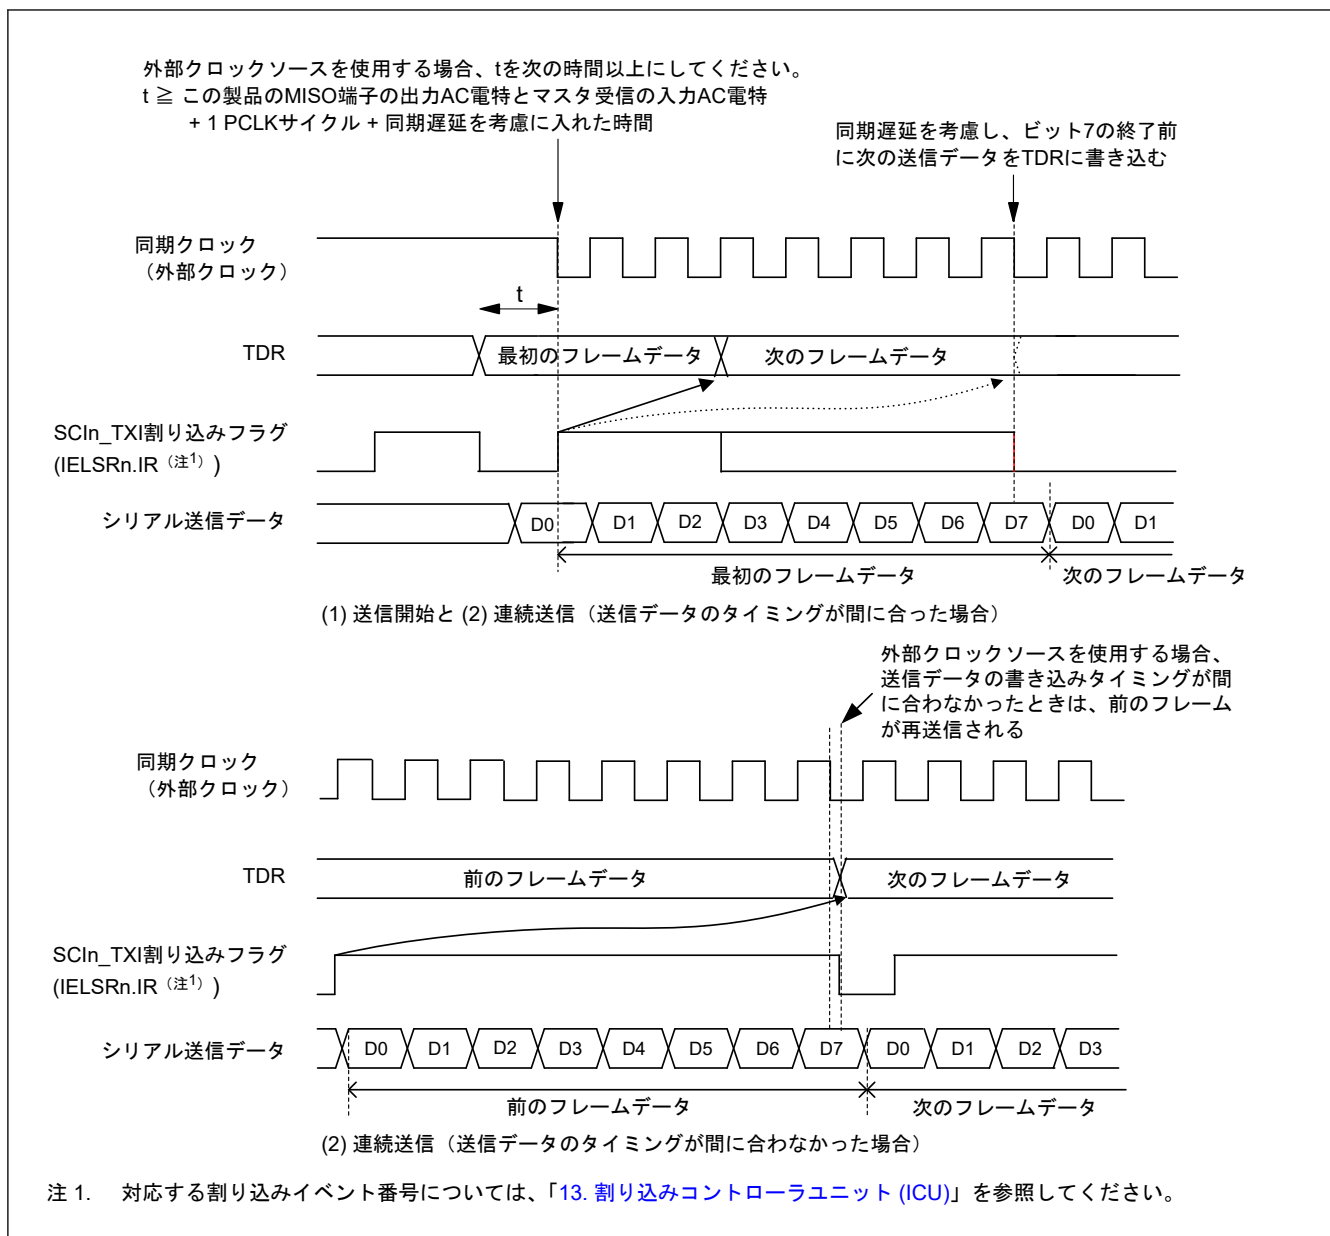 外部クロックソースを使用する場合、tを次の時間以上にしてください。
t ≧ この製品のMISO端子の出力AC電特とマスタ受信の入力AC電特
+ 1 PCLKサイクル + 同期遅延を考慮に入れた時間
同期遅延を考慮し、ビット7の終了前
に次の送信データをTDRに書き込む
同期クロック
（外部クロック）
t
TDR
最初のフレームデータ
次のフレームデータ
SCIn_TXI割り込みフラグ
(IELSRn.IR（注1）)
シリアル送信データ
D0 D1 D2 D3 D4 D5 D6 D7 D0 D1
最初のフレームデータ
次のフレームデータ
(1) 送信開始と (2) 連続送信（送信データのタイミングが間に合った場合）
外部クロックソースを使用する場合、
送信データの書き込みタイミングが間
に合わなかったときは、前のフレーム
が再送信される
同期クロック
（外部クロック）
TDR
前のフレームデータ
次のフレームデータ
SCIn_TXI割り込みフラグ
(IELSRn.IR（注1）)
シリアル送信データ
D0 D1 D2 D3 D4 D5 D6 D7 D0 D1 D2 D3
前のフレームデータ
次のフレームデータ
(2) 連続送信（送信データのタイミングが間に合わなかった場合）
注 1. 対応する割り込みイベント番号については、「13. 割り込みコントローラユニット (ICU)」を参照してください。